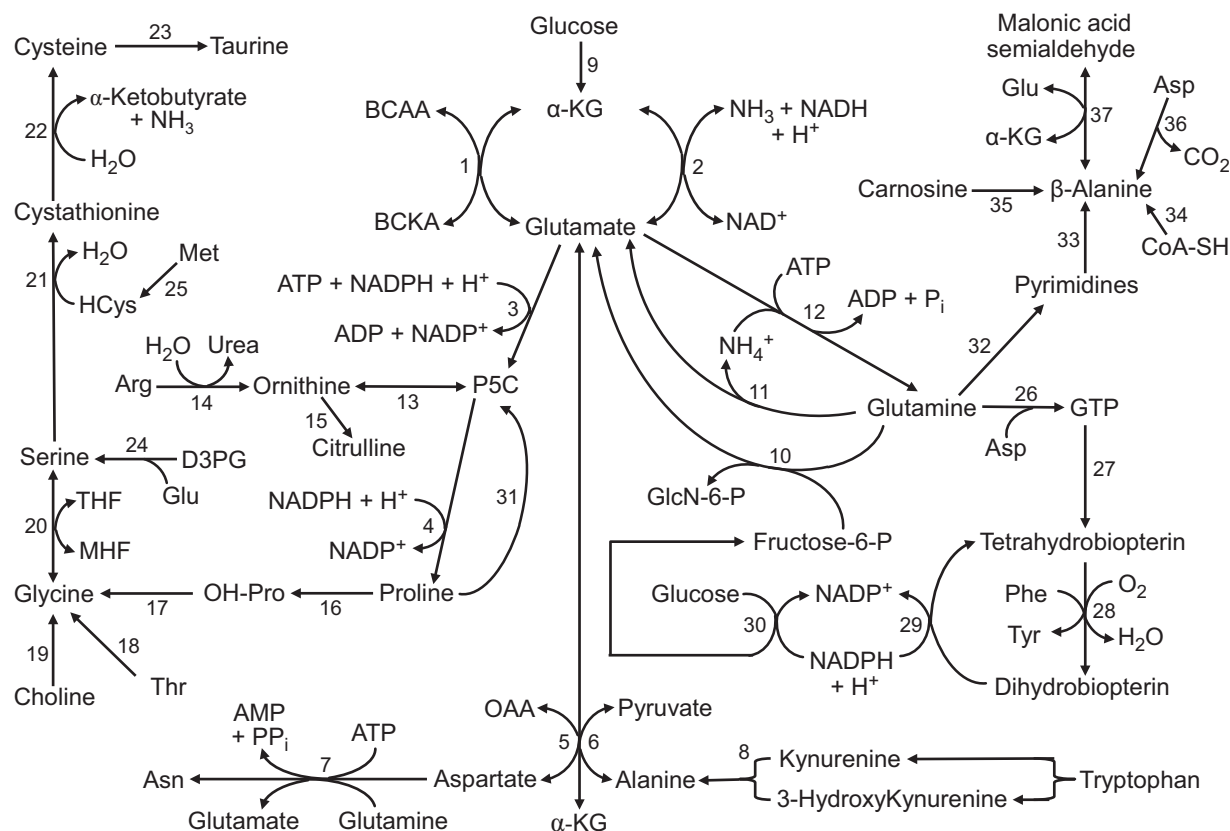 Cysteine
23
Taurine
22
α-Ketobutyrate
+ NH3
H2O
Cystathionine
21
H2O
Met
25
HCys
H2O
Urea
Arg
14
Ornithine
13
P5C
15
Citrulline
Serine
24
D3PG
Glu
20
THF
MHF
Glycine
17
OH-Pro
16
Proline
19
18
Choline
Thr
Glucose
9
α-KG
BCAA
1
BCKA
2
NH3 + NADH
+ H+
NAD+
Glutamate
ATP + NADPH + H+
3
ADP + NADP+
NADPH + H+
4
NADP+
31
ATP
12
ADP + Pi
NH4+
11
Glutamine
10
GlcN-6-P
Fructose-6-P
Glucose
30
NADP+
29
NADPH
+ H+
Malonic acid
semialdehyde
Glu
37
α-KG
Asp
36
CO2
Carnosine
35
β-Alanine
34
CoA-SH
33
Pyrimidines
32
26
GTP
Asp
27
Tetrahydrobiopterin
Phe
O2
28
Tyr
H2O
Dihydrobiopterin
OAA
Pyruvate
5
6
AMP
+ PPi
ATP
7
Asn
Aspartate
Alanine
Glutamate
Glutamine
α-KG
8
Kynurenine
3-HydroxyKynurenine
Tryptophan